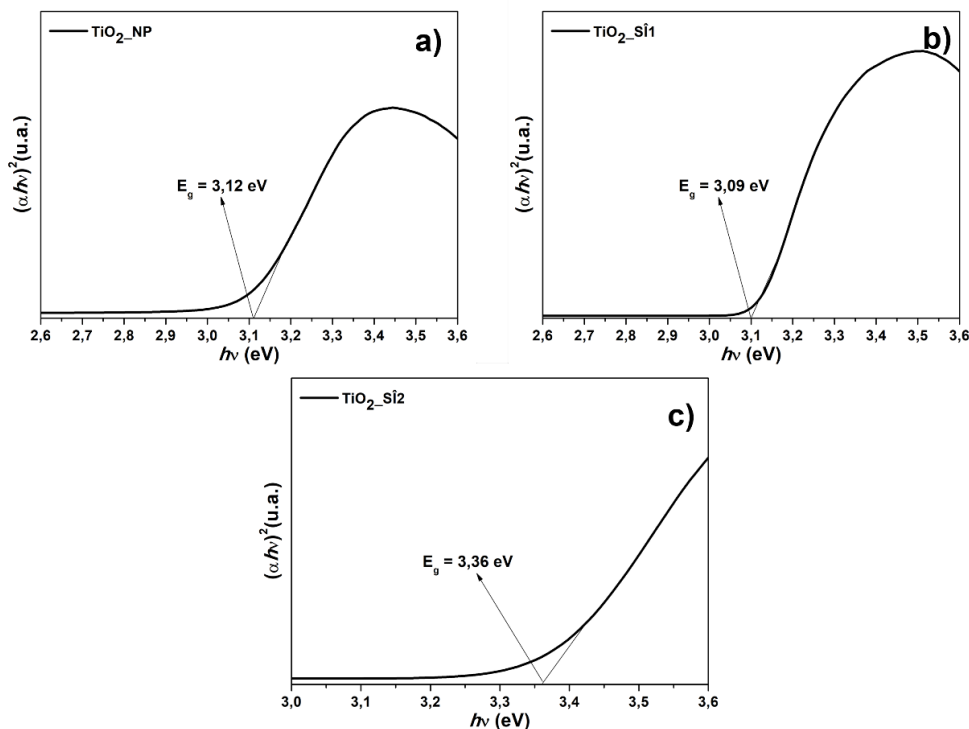 TiO2_NP
a)
(αhν)²(u.a.)
Eg = 3,12 eV
2,6 2,7 2,8 2,9 3,0 3,1 3,2 3,3 3,4 3,5 3,6
hν (eV)
TiO2_SÎ1
b)
(αhν)²(u.a.)
Eg = 3,09 eV
2,6 2,7 2,8 2,9 3,0 3,1 3,2 3,3 3,4 3,5 3,6
hν (eV)
TiO2_SÎ2
c)
(αhν)²(u.a.)
Eg = 3,36 eV
3,0 3,1 3,2 3,3 3,4 3,5 3,6
hν (eV)